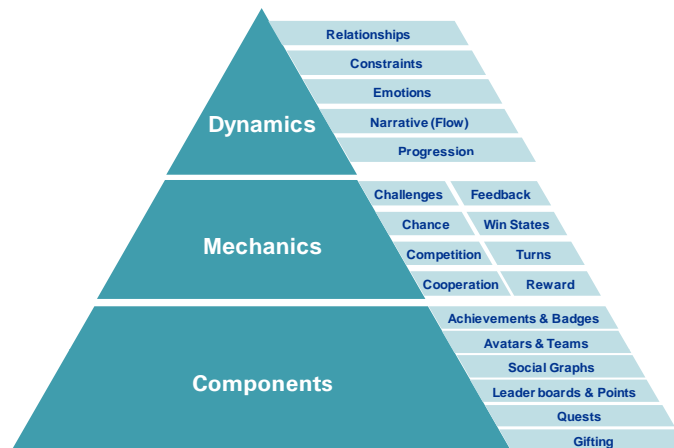 Relationships
Constraints
Emotions
Dynamics
Narrative (Flow)
Progression
Challenges Feedback
Chance Win States
Mechanics
Competition Turns
Cooperation Reward
Achievements & Badges
Avatars & Teams
Social Graphs
Components
Leader boards & Points
Quests
Gifting